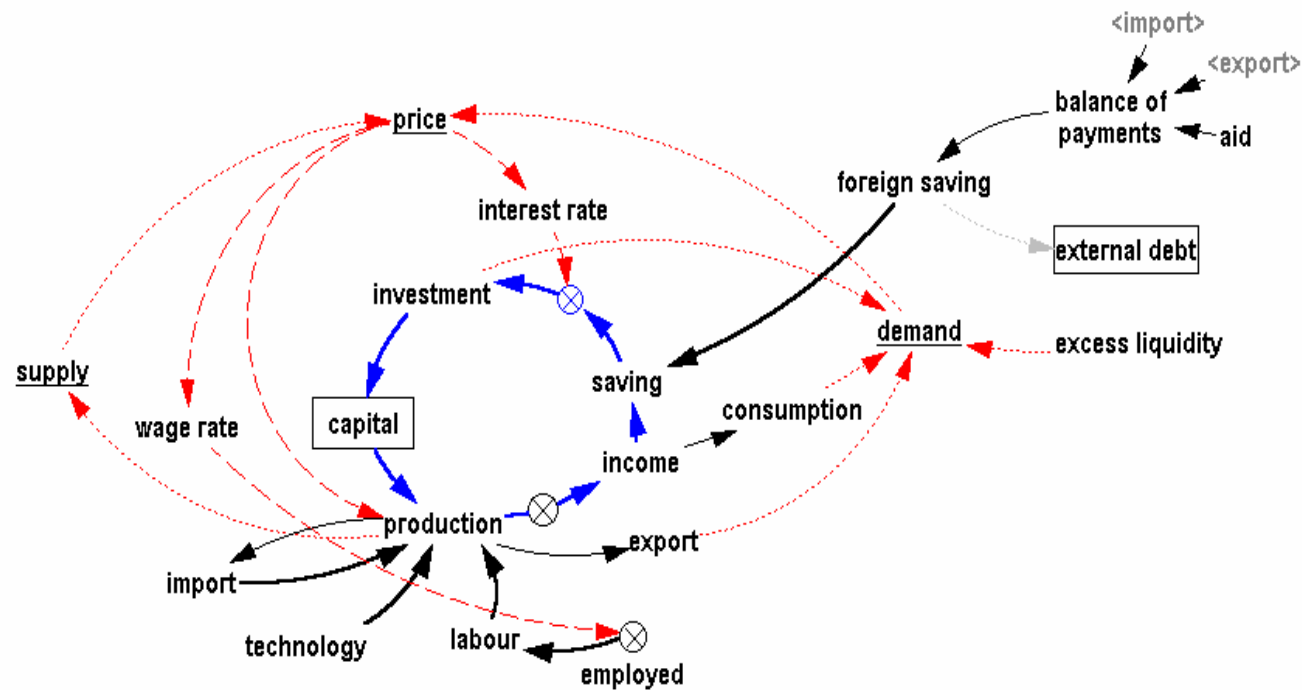 <import>
<export>
balance of
payments
aid
price
foreign saving
interest rate
external debt
investment
demand
excess liquidity
supply
saving
consumption
wage rate
capital
income
production
export
import
technology
labour
employed